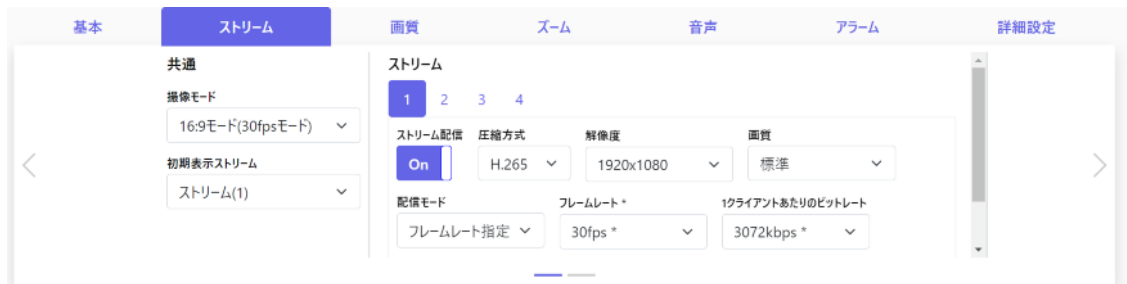 基本 ストリーム 画質 ズーム 音声 アラーム 詳細設定
共通
撮像モード
16:9モード(30fpsモード)
初期表示ストリーム
ストリーム(1)
ストリーム
1 2 3 4
ストリーム配信 圧縮方式 解像度 画質
On H.265 1920x1080 標準
配信モード フレームレート * 1クライアントあたりのビットレート
フレームレート指定 30fps * 3072kbps *